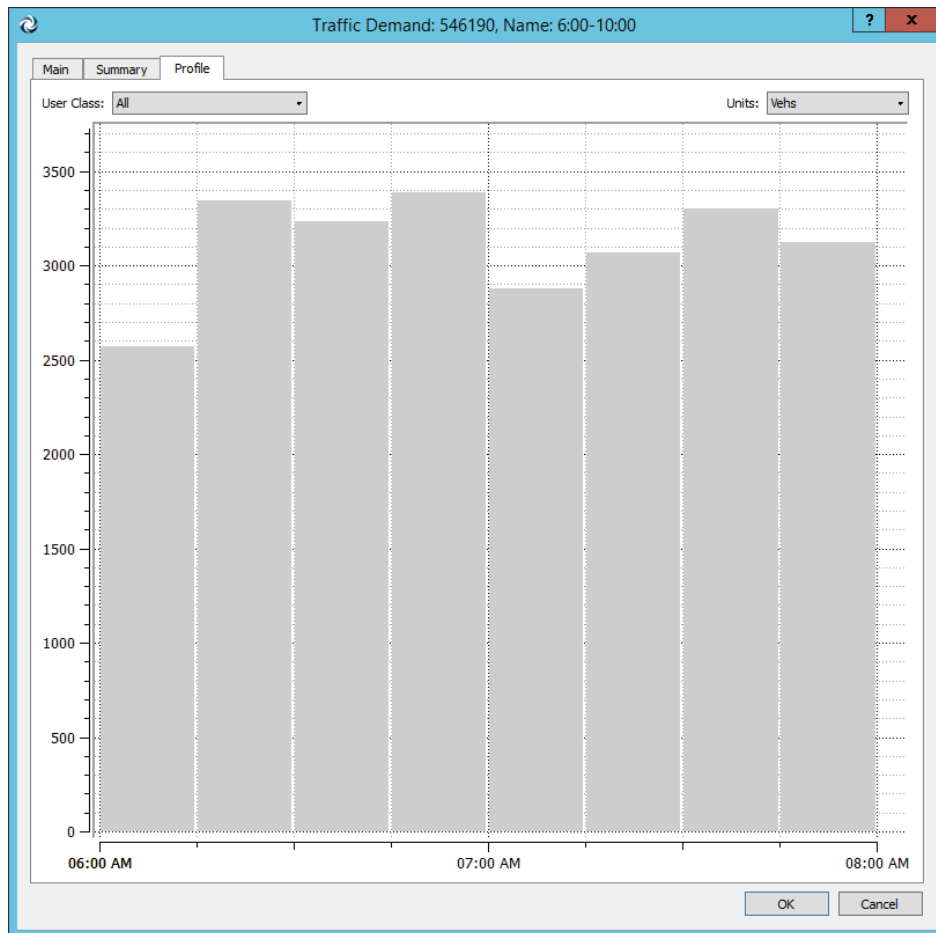 Traffic Demand: 546190, Name: 6:00-10:00
? x
Main Summary Profile
User Class: All Units: Vehs
3500
3000
2500
2000
1500
1000
500
0
06:00 AM 07:00 AM 08:00 AM
OK Cancel